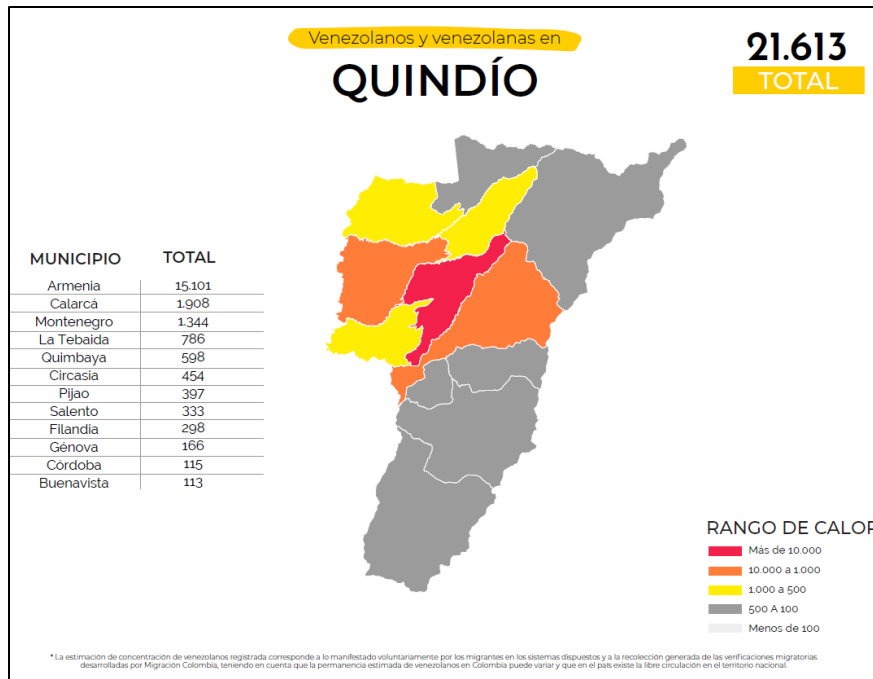 Venezolanos y venezolanas en
QUINDÍO
21.613
TOTAL
MUNICIPIO TOTAL
Armenia 15.101
Calarcá 1.908
Montenegro 1.344
La Tebaida 786
Quimbaya 598
Circasia 454
Pijao 397
Salento 333
Filandia 298
Génova 166
Córdoba 115
Buenavista 113
RANGO DE CALOR
Más de 10.000
10.000 a 1.000
1.000 a 500
500 A 100
Menos de 100
* La estimación de concentración de venezolanos registrada corresponde a lo manifestado voluntariamente por los migrantes en los sistemas dispuestos y a la recolección generada de las verificaciones migratorias
desarrolladas por Migración Colombia, teniendo en cuenta que la permanencia estimada de venezolanos en Colombia puede variar y que en el país existe la libre circulación en el territorio nacional.